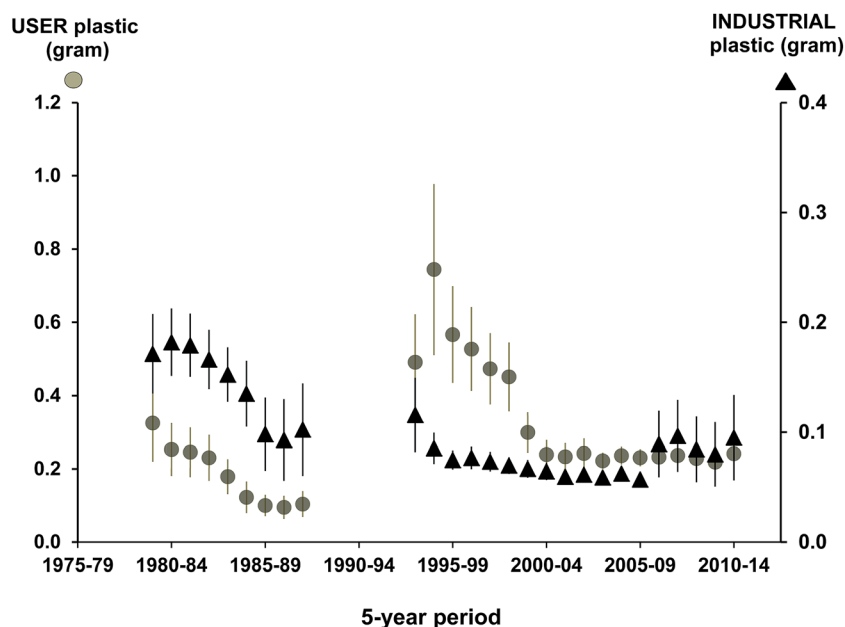 USER plastic
(gram)
INDUSTRIAL
plastic (gram)
1.2
1.0
0.8
0.6
0.4
0.2
0.0
0.4
0.3
0.2
0.1
0.0
1975-79 1980-84 1985-89 1990-94 1995-99 2000-04 2005-09 2010-14
5-year period